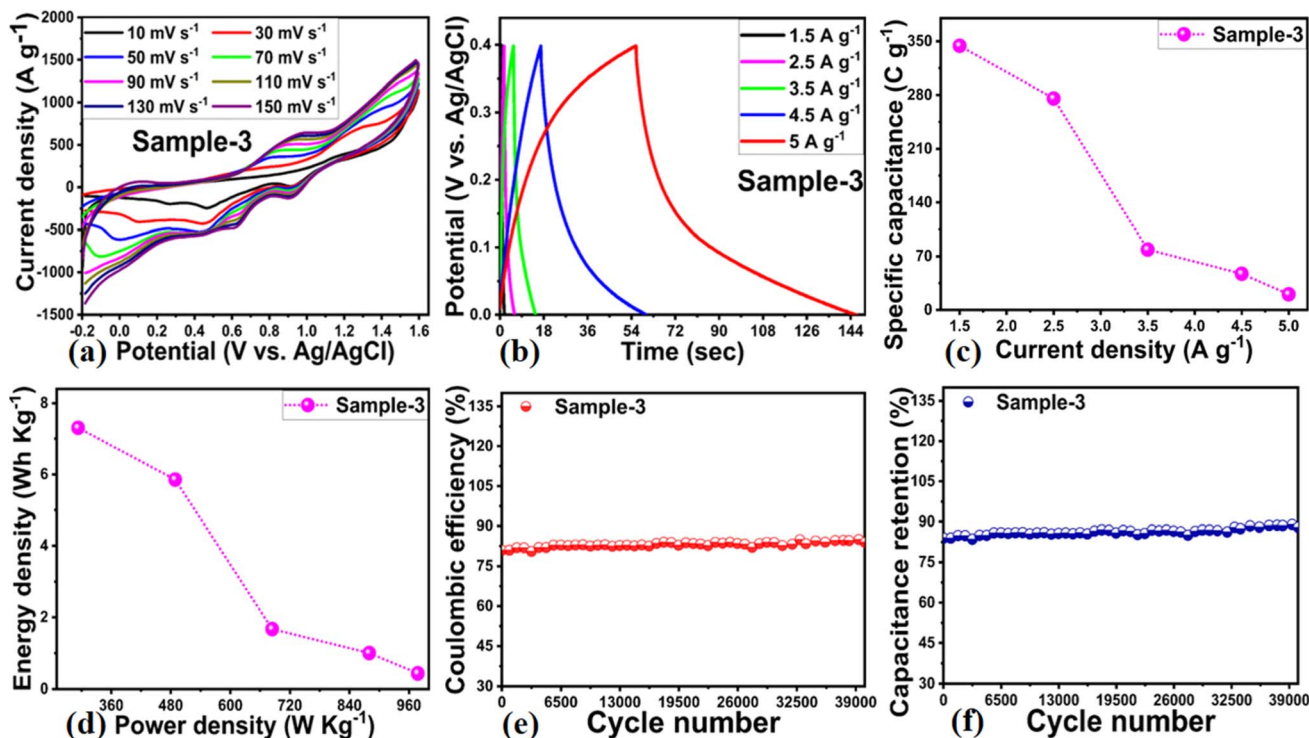 Current density (A g⁻¹)
2000
1500
1000
500
0
-500
-1000
-1500
10 mV s⁻¹ 30 mV s⁻¹
50 mV s⁻¹ 70 mV s⁻¹
90 mV s⁻¹ 110 mV s⁻¹
130 mV s⁻¹ 150 mV s⁻¹
Sample-3
-0.2 0.0 0.2 0.4 0.6 0.8 1.0 1.2 1.4 1.6
(a) Potential (V vs. Ag/AgCl)
Potential (V vs. Ag/AgCl)
0.4
0.3
0.2
0.1
0.0
1.5 A g⁻¹
2.5 A g⁻¹
3.5 A g⁻¹
4.5 A g⁻¹
5 A g⁻¹
Sample-3
0 18 36 54 72 90 108 126 144
(b) Time (sec)
Specific capacitance (C g⁻¹)
350
280
210
140
70
0
Sample-3
1.5 2.0 2.5 3.0 3.5 4.0 4.5 5.0
(c) Current density (A g⁻¹)
Energy density (Wh Kg⁻¹)
8
6
4
2
0
Sample-3
360 480 600 720 840 960
(d) Power density (W Kg⁻¹)
Coulombic efficiency (%)
135
120
105
90
75
60
45
30
Sample-3
0 6500 13000 19500 26000 32500 39000
(e) Cycle number
Capacitance retention (%)
135
120
105
90
75
60
45
30
Sample-3
0 6500 13000 19500 26000 32500 39000
Cycle number (f)